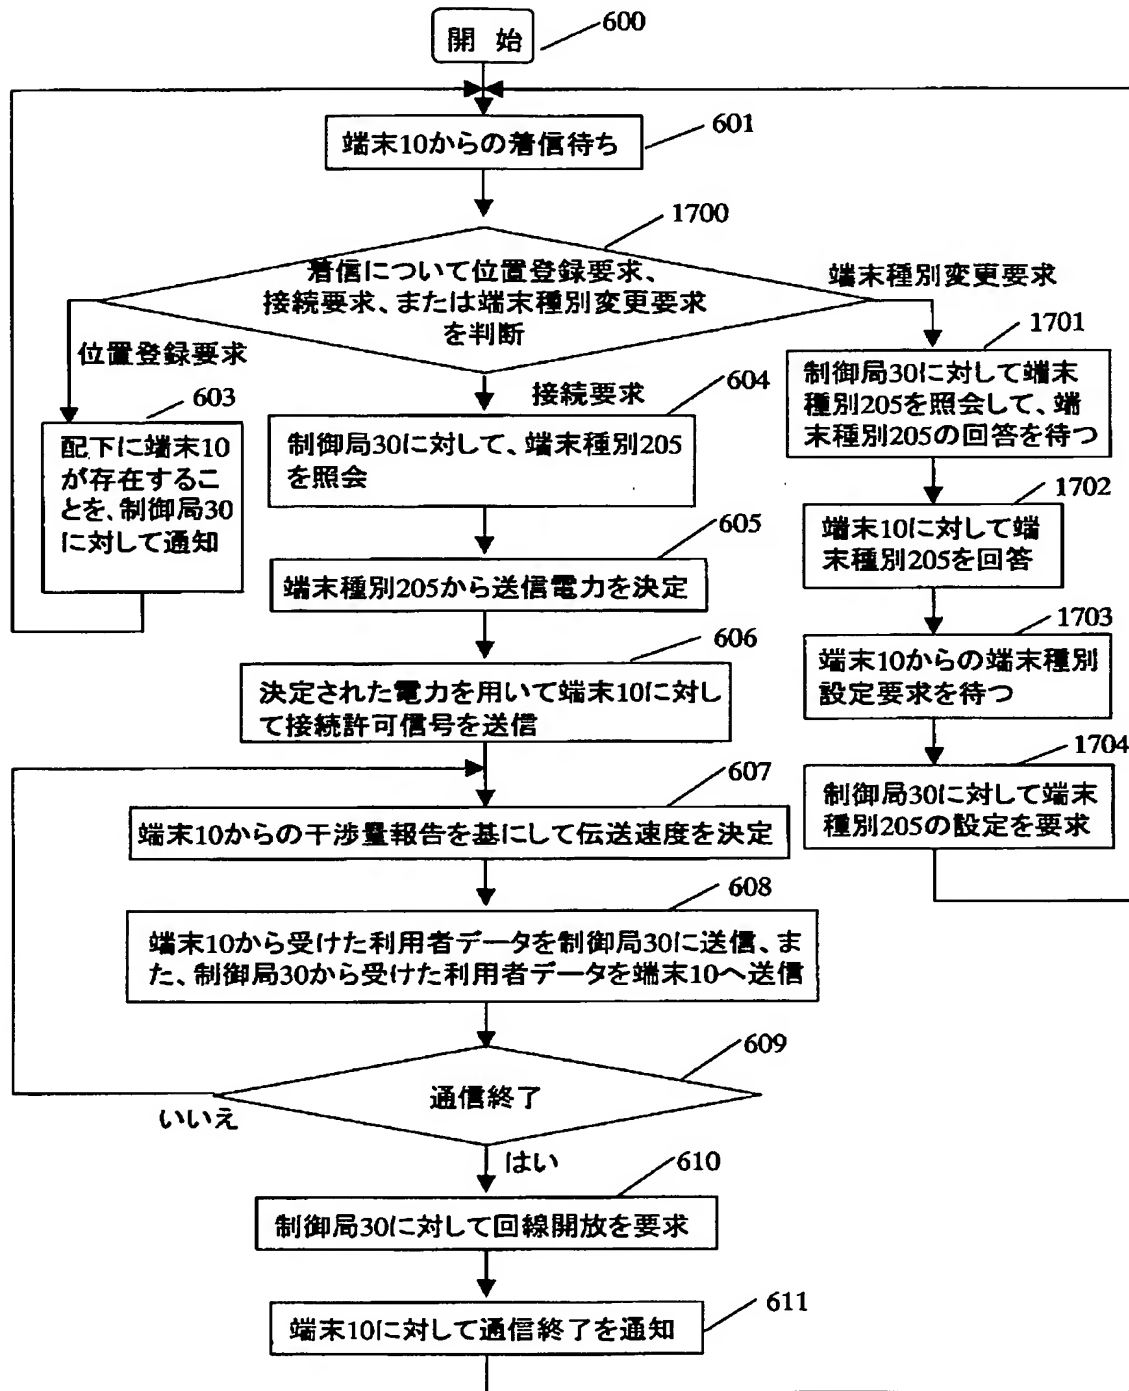 開 始
600
端末10からの着信待ち
601
1700
着信について位置登録要求、
接続要求、または端末種別変更要求
を判断
端末種別変更要求
位置登録要求
接続要求
603
配下に端末10
が存在するこ
とを、制御局30
に対して通知
604
制御局30に対して、端末種別205
を照会
605
端末種別205から送信電力を決定
606
決定された電力を用いて端末10に対し
て接続許可信号を送信
1701
制御局30に対して端末
種別205を照会して、端
末種別205の回答を待つ
1702
端末10に対して端
末種別205を回答
1703
端末10からの端末種別
設定要求を待つ
1704
制御局30に対して端末
種別205の設定を要求
607
端末10からの干渉量報告を基にして伝送速度を決定
608
端末10から受けた利用者データを制御局30に送信、ま
た、制御局30から受けた利用者データを端末10へ送信
609
通信終了
いいえ
はい
610
制御局30に対して回線開放を要求
611
端末10に対して通信終了を通知